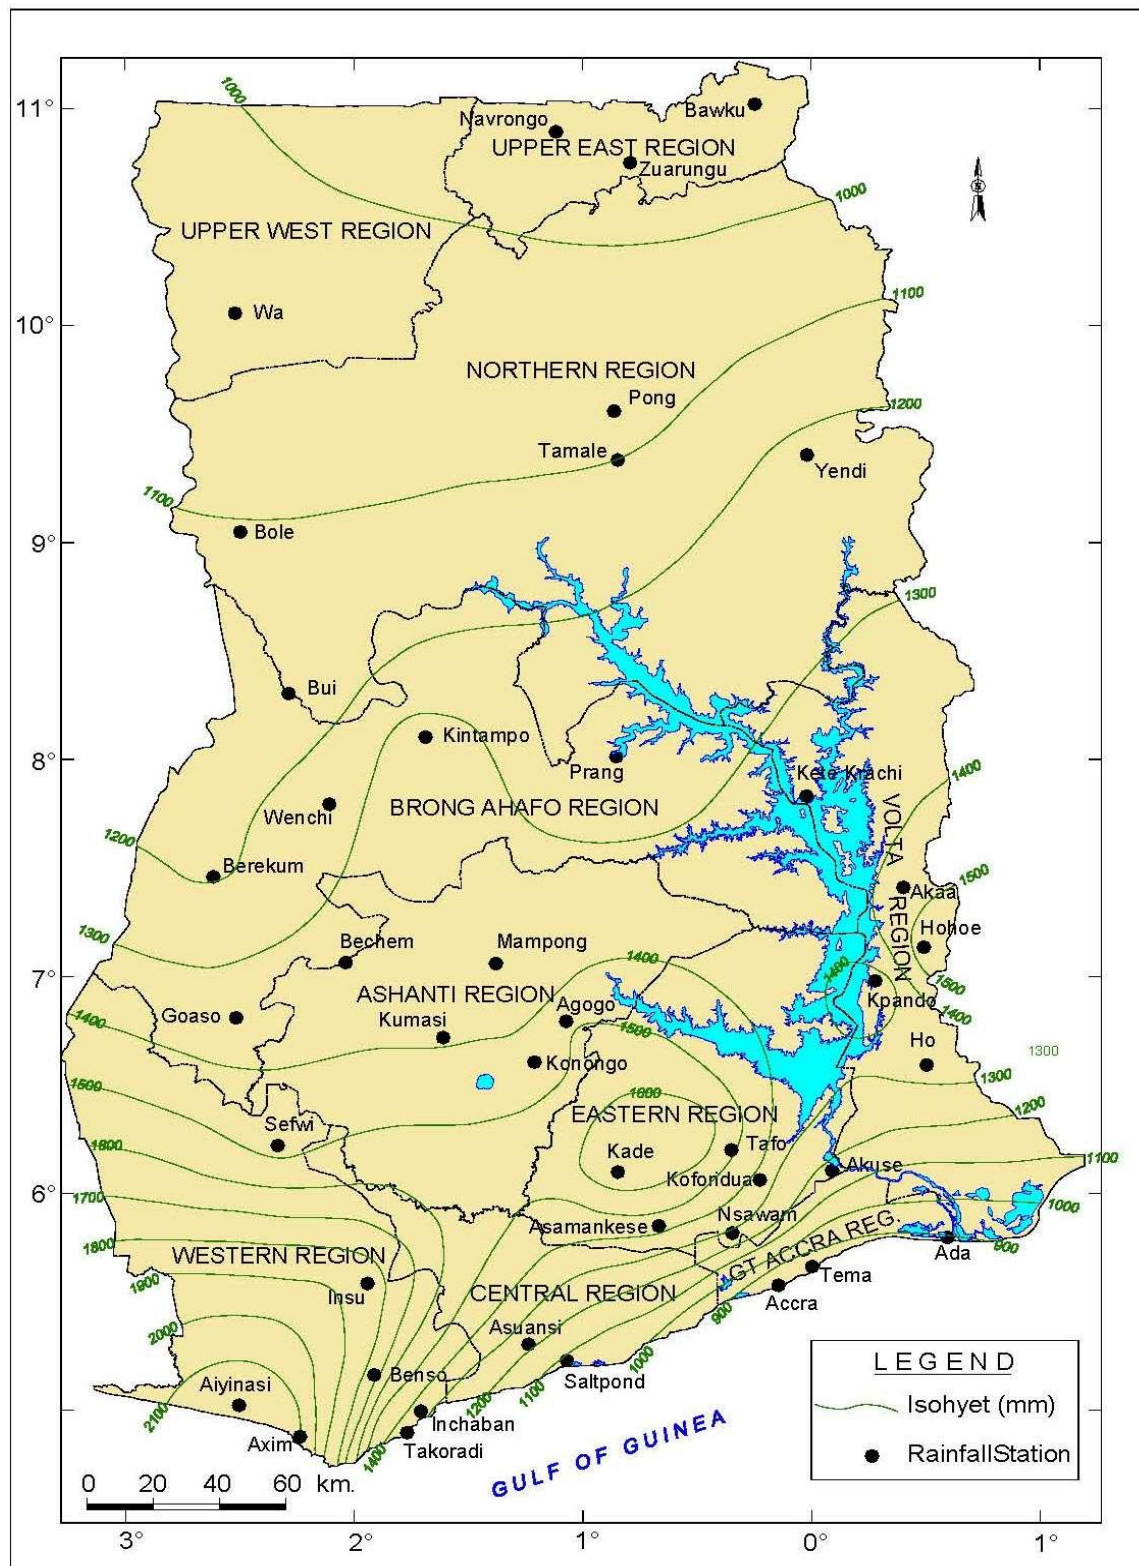 1000
11°
Bawku
Navrongo
UPPER EAST REGION
Zuarungu
1000
UPPER WEST REGION
1100
Wa
10°
NORTHERN REGION
Pong
1200
Tamale
Yendi
1100
Bole
9°
1300
Bui
Kintampo
8°
Prang
Kete Krachi
1400
Wenchi
BRONG AHAFO REGION
VOLTA REGION
1200
Berekum
1500
Akaa
1300
Hohoe
Bechem
Mampong
1400
1400
7°
1500
Kpando
ASHANTI REGION
Agogo
1400
Goaso
Kumasi
1400
1500
Ho
Konongo
1300
1300
1500
1600
EASTERN REGION
1200
Sefwi
Tafo
1600
Kade
Akuse
1100
Kofondua
6°
1700
1000
Asamankese
Nsawam
GT ACCRA REG.
1800
WESTERN REGION
Ada
900
1900
Insu
CENTRAL REGION
Tema
Accra
900
2000
Asuansi
1000
LEGEND
Aiyinasi
Benso
Saltpond
1100
Isohyet (mm)
2100
1200
Inchaban
Axim
Takoradi
1400
GULF OF GUINEA
RainfallStation
0 20 40 60 km.
3° 2° 1° 0° 1°